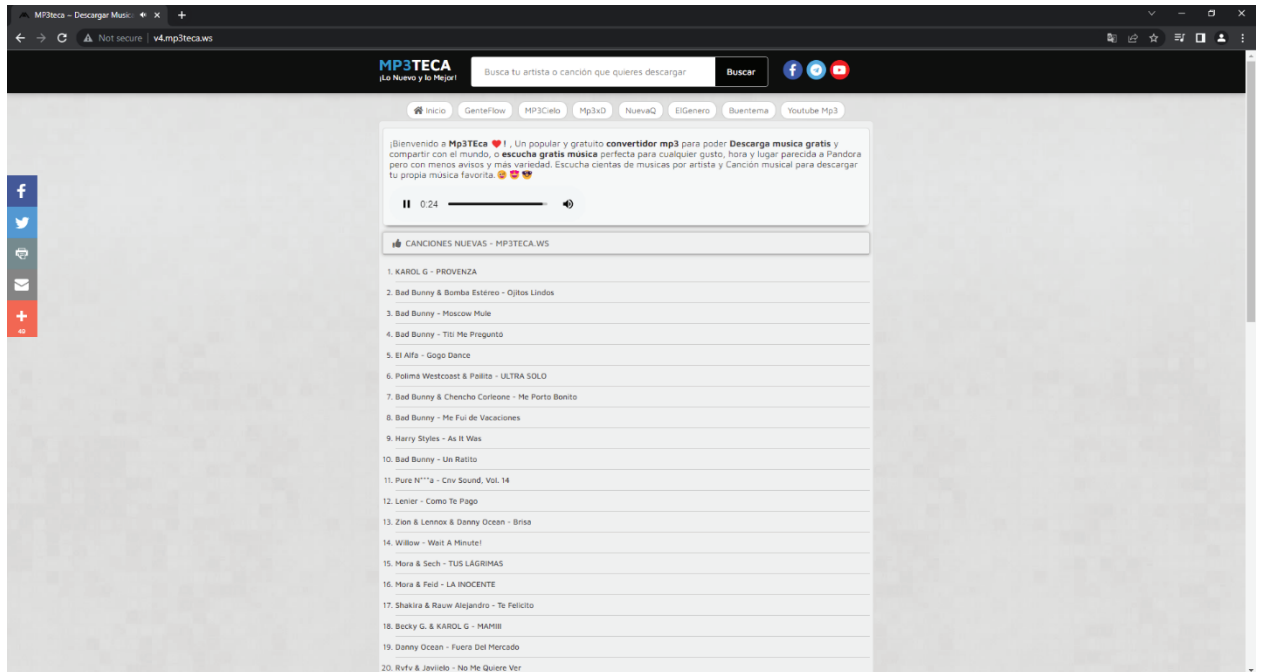 MP3teca – Descargar Music
Not secure | v4.mp3teca.ws
MP3TECA
¡Lo Nuevo y lo Mejor!
Busca tu artista o canción que quieres descargar
Buscar
Inicio
GenteFlow
MP3Cielo
Mp3xD
NuevaQ
ElGenero
Buentema
Youtube Mp3
¡Bienvenido a Mp3TEca ❤️! , Un popular y gratuito convertidor mp3 para poder Descarga musica gratis y
compartir con el mundo, o escucha gratis música perfecta para cualquier gusto, hora y lugar parecida a Pandora
pero con menos avisos y más variedad. Escucha cientas de musicas por artista y Canción musical para descargar
tu propia música favorita.
0:24
CANCIONES NUEVAS - MP3TECA.WS
1. KAROL G - PROVENZA
2. Bad Bunny & Bomba Estéreo - Ojitos Lindos
3. Bad Bunny - Moscow Mule
4. Bad Bunny - Tití Me Preguntó
5. El Alfa - Gogo Dance
6. Polimá Westcoast & Pailita - ULTRA SOLO
7. Bad Bunny & Chencho Corleone - Me Porto Bonito
8. Bad Bunny - Me Fui de Vacaciones
9. Harry Styles - As It Was
10. Bad Bunny - Un Ratito
11. Pure N***a - Cnv Sound, Vol. 14
12. Lenier - Como Te Pago
13. Zion & Lennox & Danny Ocean - Brisa
14. Willow - Wait A Minute!
15. Mora & Sech - TUS LÁGRIMAS
16. Mora & Feid - LA INOCENTE
17. Shakira & Rauw Alejandro - Te Felicito
18. Becky G. & KAROL G - MAMIII
19. Danny Ocean - Fuera Del Mercado
20. Rvfv & Javiielo - No Me Quiere Ver